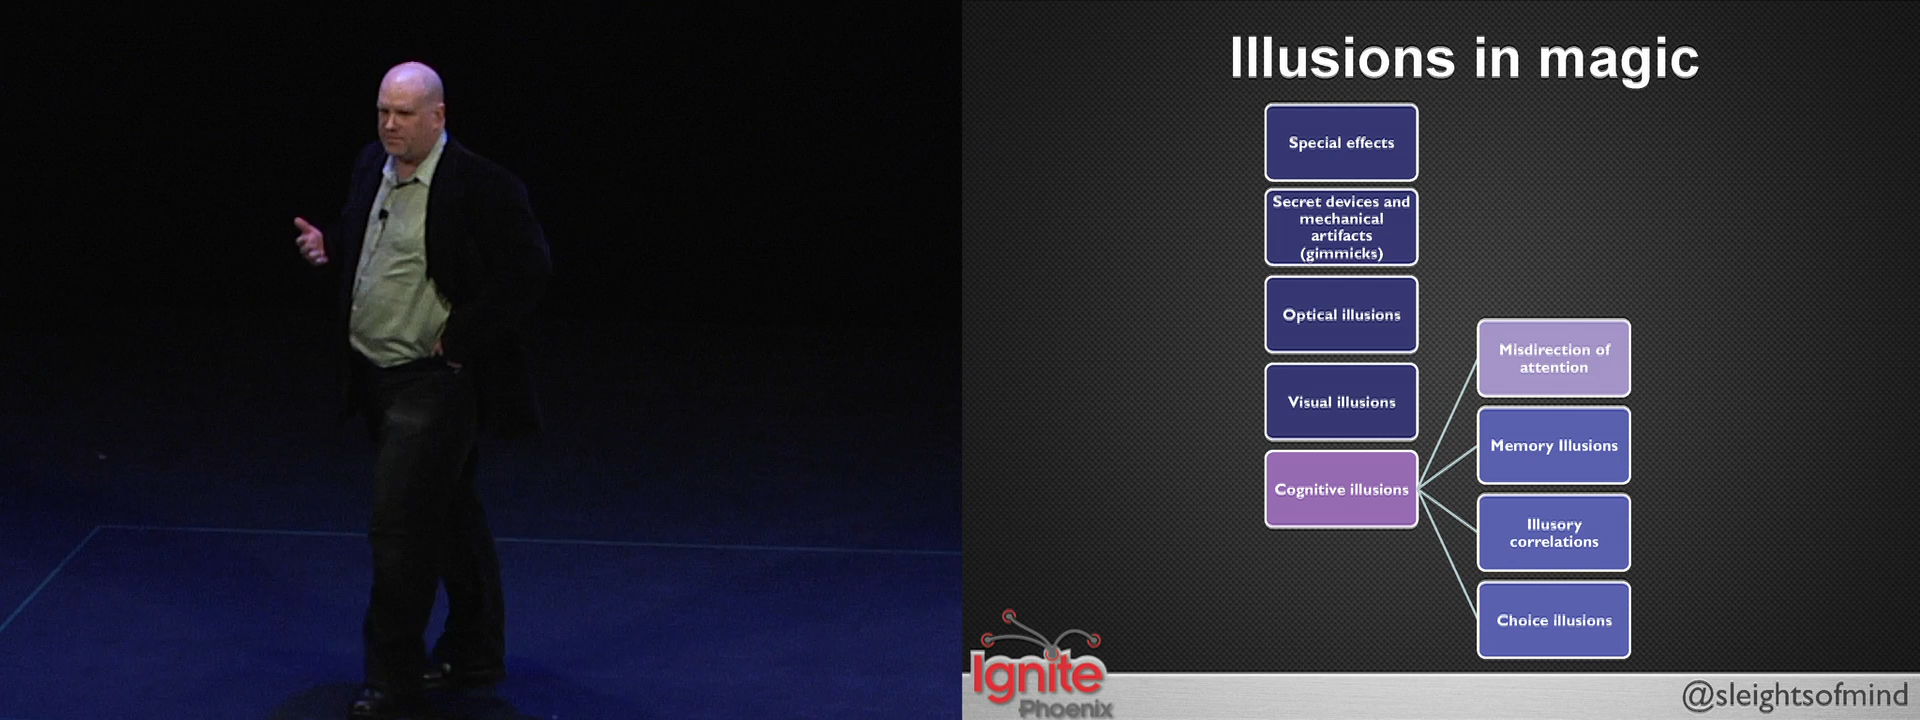 Illusions in magic
Special effects
Secret devices and
mechanical
artifacts
(gimmicks)
Optical illusions
Visual illusions
Cognitive illusions
Misdirection of
attention
Memory Illusions
Illusory
correlations
Choice illusions
Ignite
Phoenix
@sleightsofmind